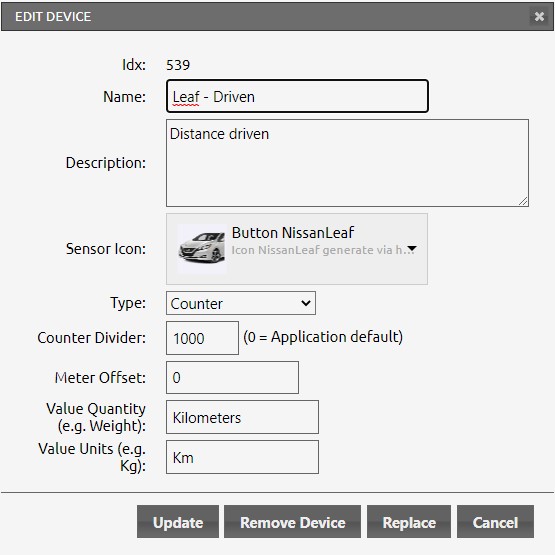 EDIT DEVICE
Idx: 539
Name: Leaf - Driven
Description: Distance driven
Sensor Icon: Button NissanLeaf
Icon NissanLeaf generate via h...
Type: Counter
Counter Divider: 1000 (0 = Application default)
Meter Offset: 0
Value Quantity
(e.g. Weight): Kilometers
Value Units (e.g.
Kg): Km
Update Remove Device Replace Cancel